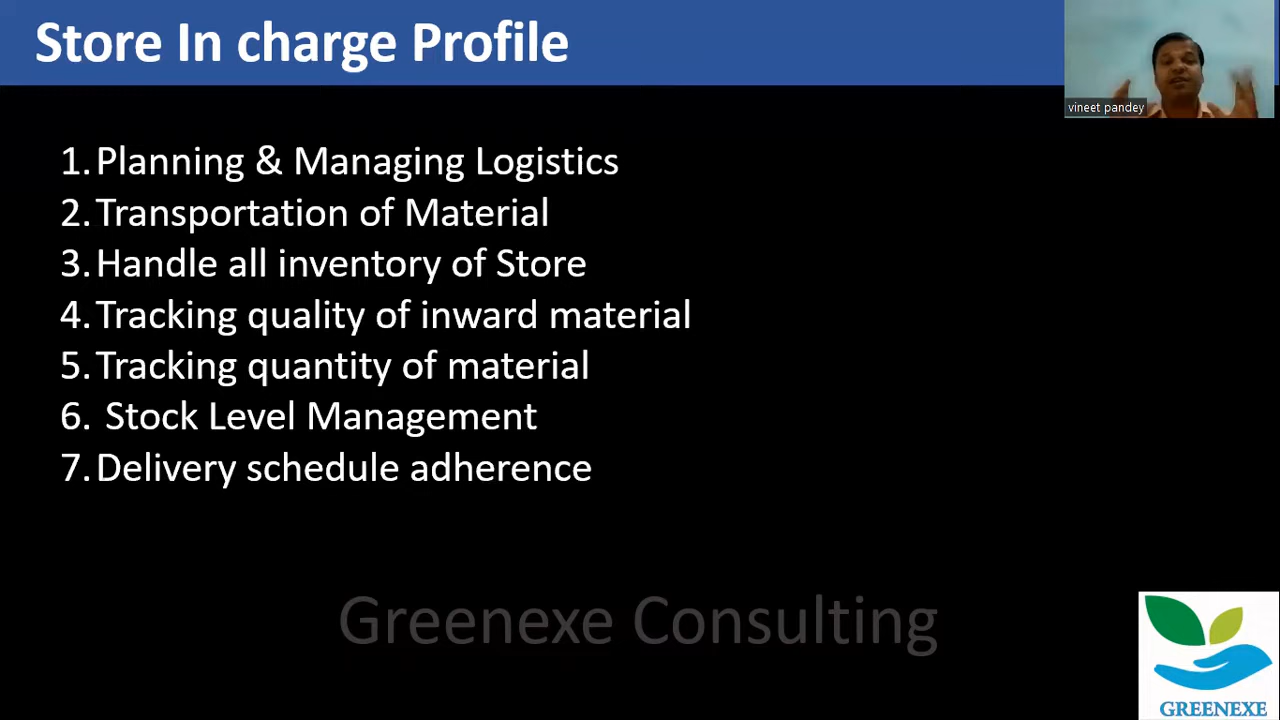 Store In charge Profile
vineet pandey
1. Planning & Managing Logistics
2. Transportation of Material
3. Handle all inventory of Store
4. Tracking quality of inward material
5. Tracking quantity of material
6. Stock Level Management
7. Delivery schedule adherence
Greenexe Consulting
GREENEXE